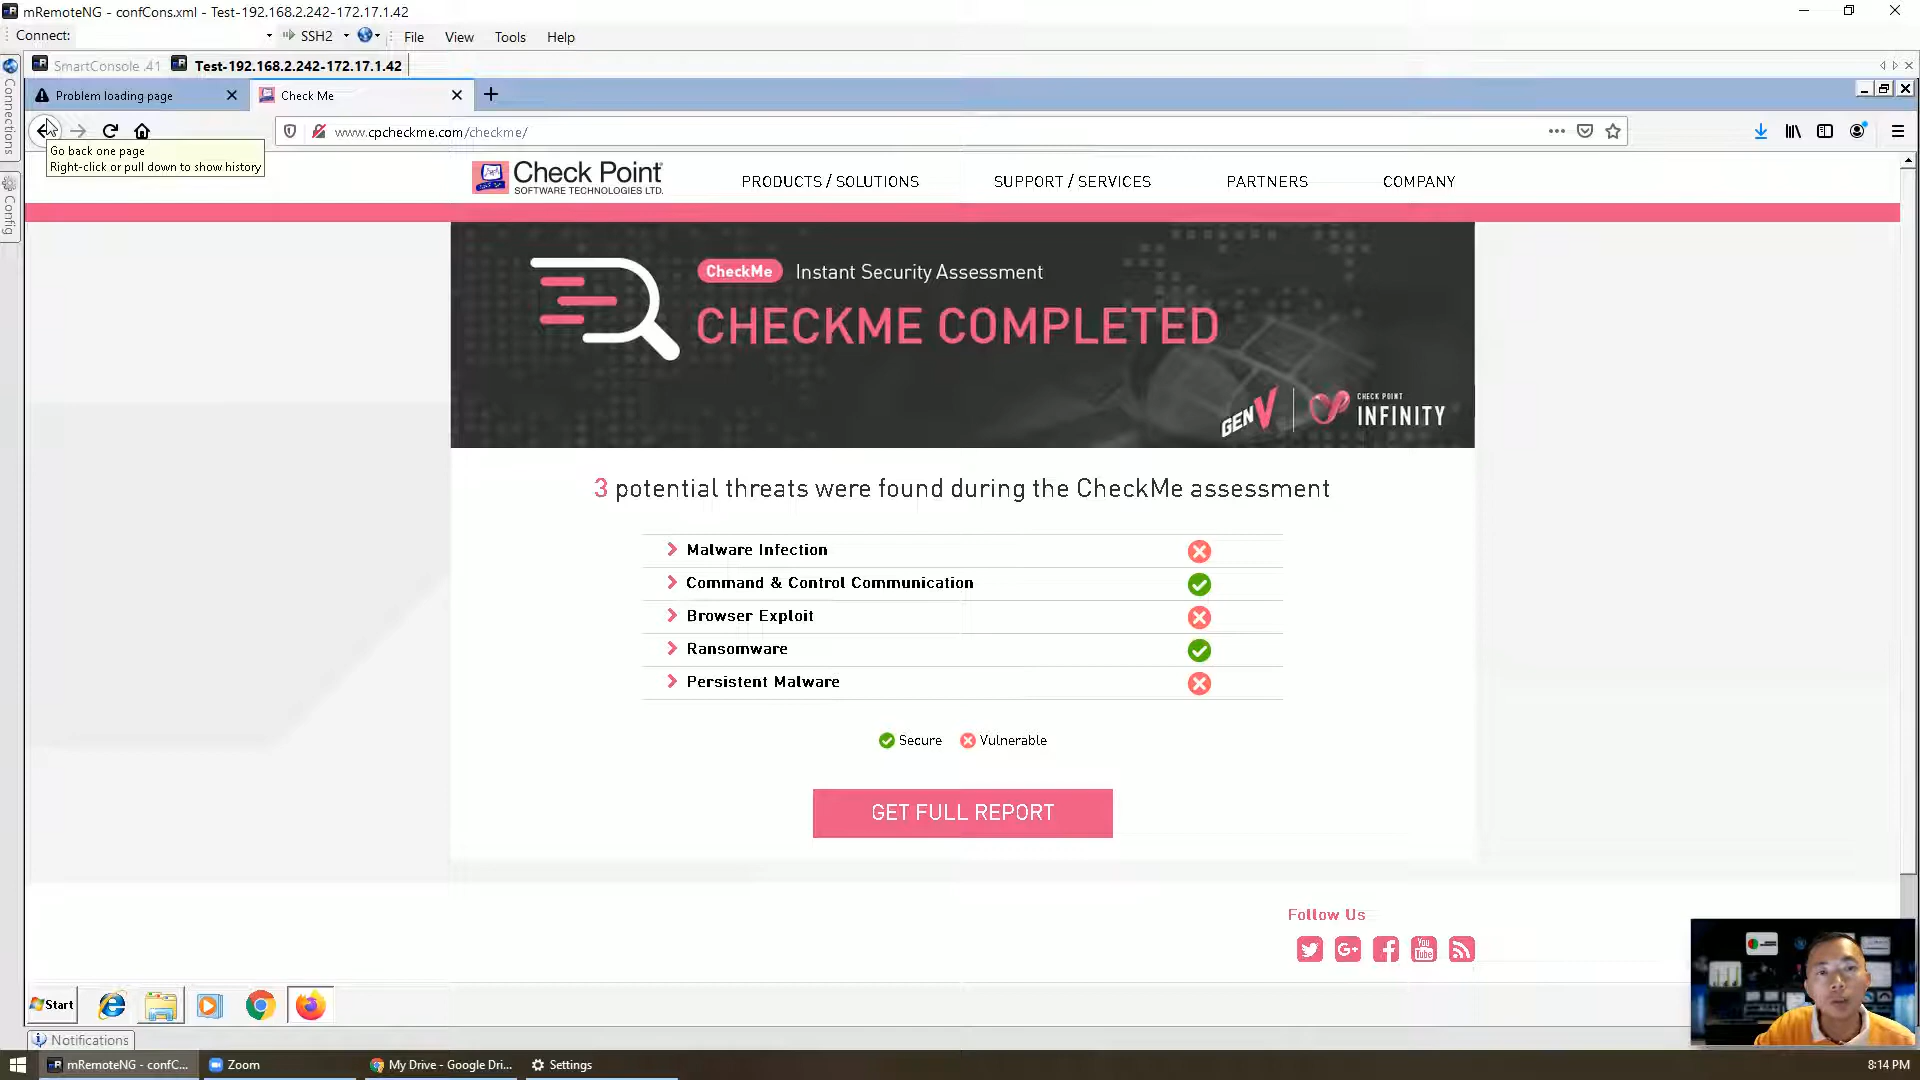 mRemoteNG - confCons.xml - Test-192.168.2.242-172.17.1.42
Connect:
SSH2
File
View
Tools
Help
SmartConsole .41
Test-192.168.2.242-172.17.1.42
Connections
Config
Problem loading page
Check Me
www.cpcheckme.com/checkme/
Go back one page
Right-click or pull down to show history
Check Point
SOFTWARE TECHNOLOGIES LTD.
PRODUCTS / SOLUTIONS
SUPPORT / SERVICES
PARTNERS
COMPANY
CheckMe Instant Security Assessment
CHECKME COMPLETED
GEN V
CHECK POINT
INFINITY
3 potential threats were found during the CheckMe assessment
Malware Infection
Command & Control Communication
Browser Exploit
Ransomware
Persistent Malware
Secure
Vulnerable
GET FULL REPORT
Follow Us
G+
You
Tube
Start
Notifications
mRemoteNG - confC...
Zoom
My Drive - Google Dri...
Settings
8:14 PM